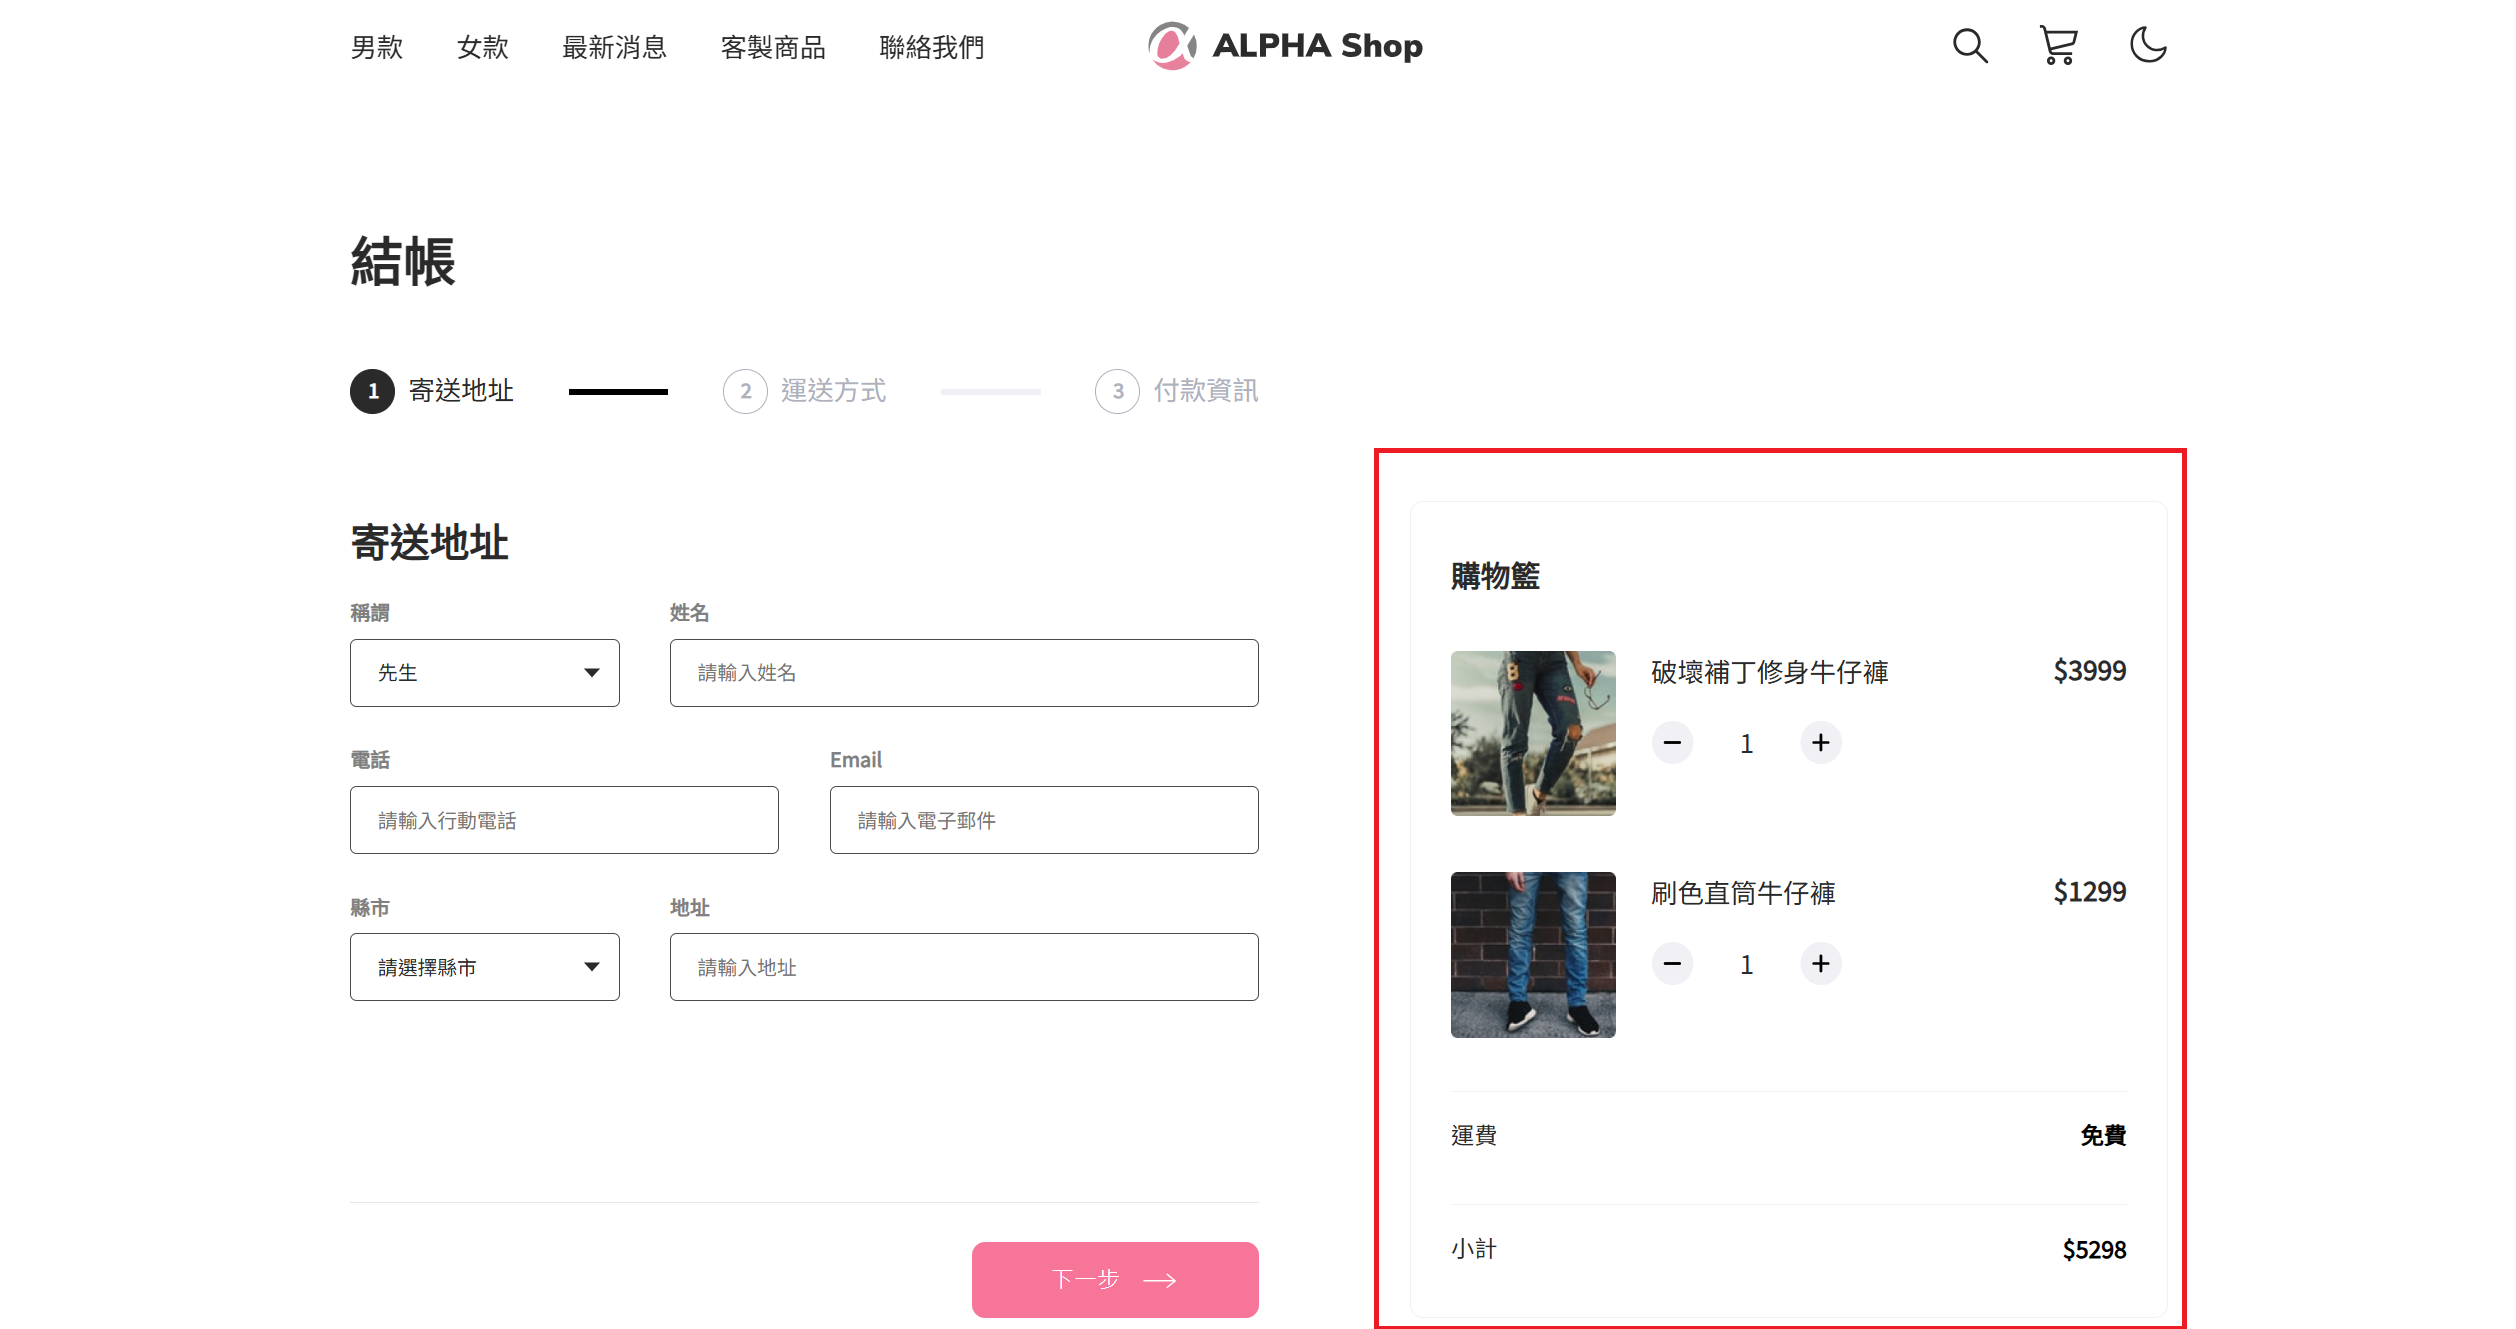 男款 女款 最新消息 客製商品 聯絡我們 ALPHA Shop
結帳
1 寄送地址 2 運送方式 3 付款資訊
寄送地址
稱謂 姓名
先生 請輸入姓名
電話 Email
請輸入行動電話 請輸入電子郵件
縣市 地址
請選擇縣市 請輸入地址
下一步
購物籃
破壞補丁修身牛仔褲 $3999
1
刷色直筒牛仔褲 $1299
1
運費 免費
小計 $5298